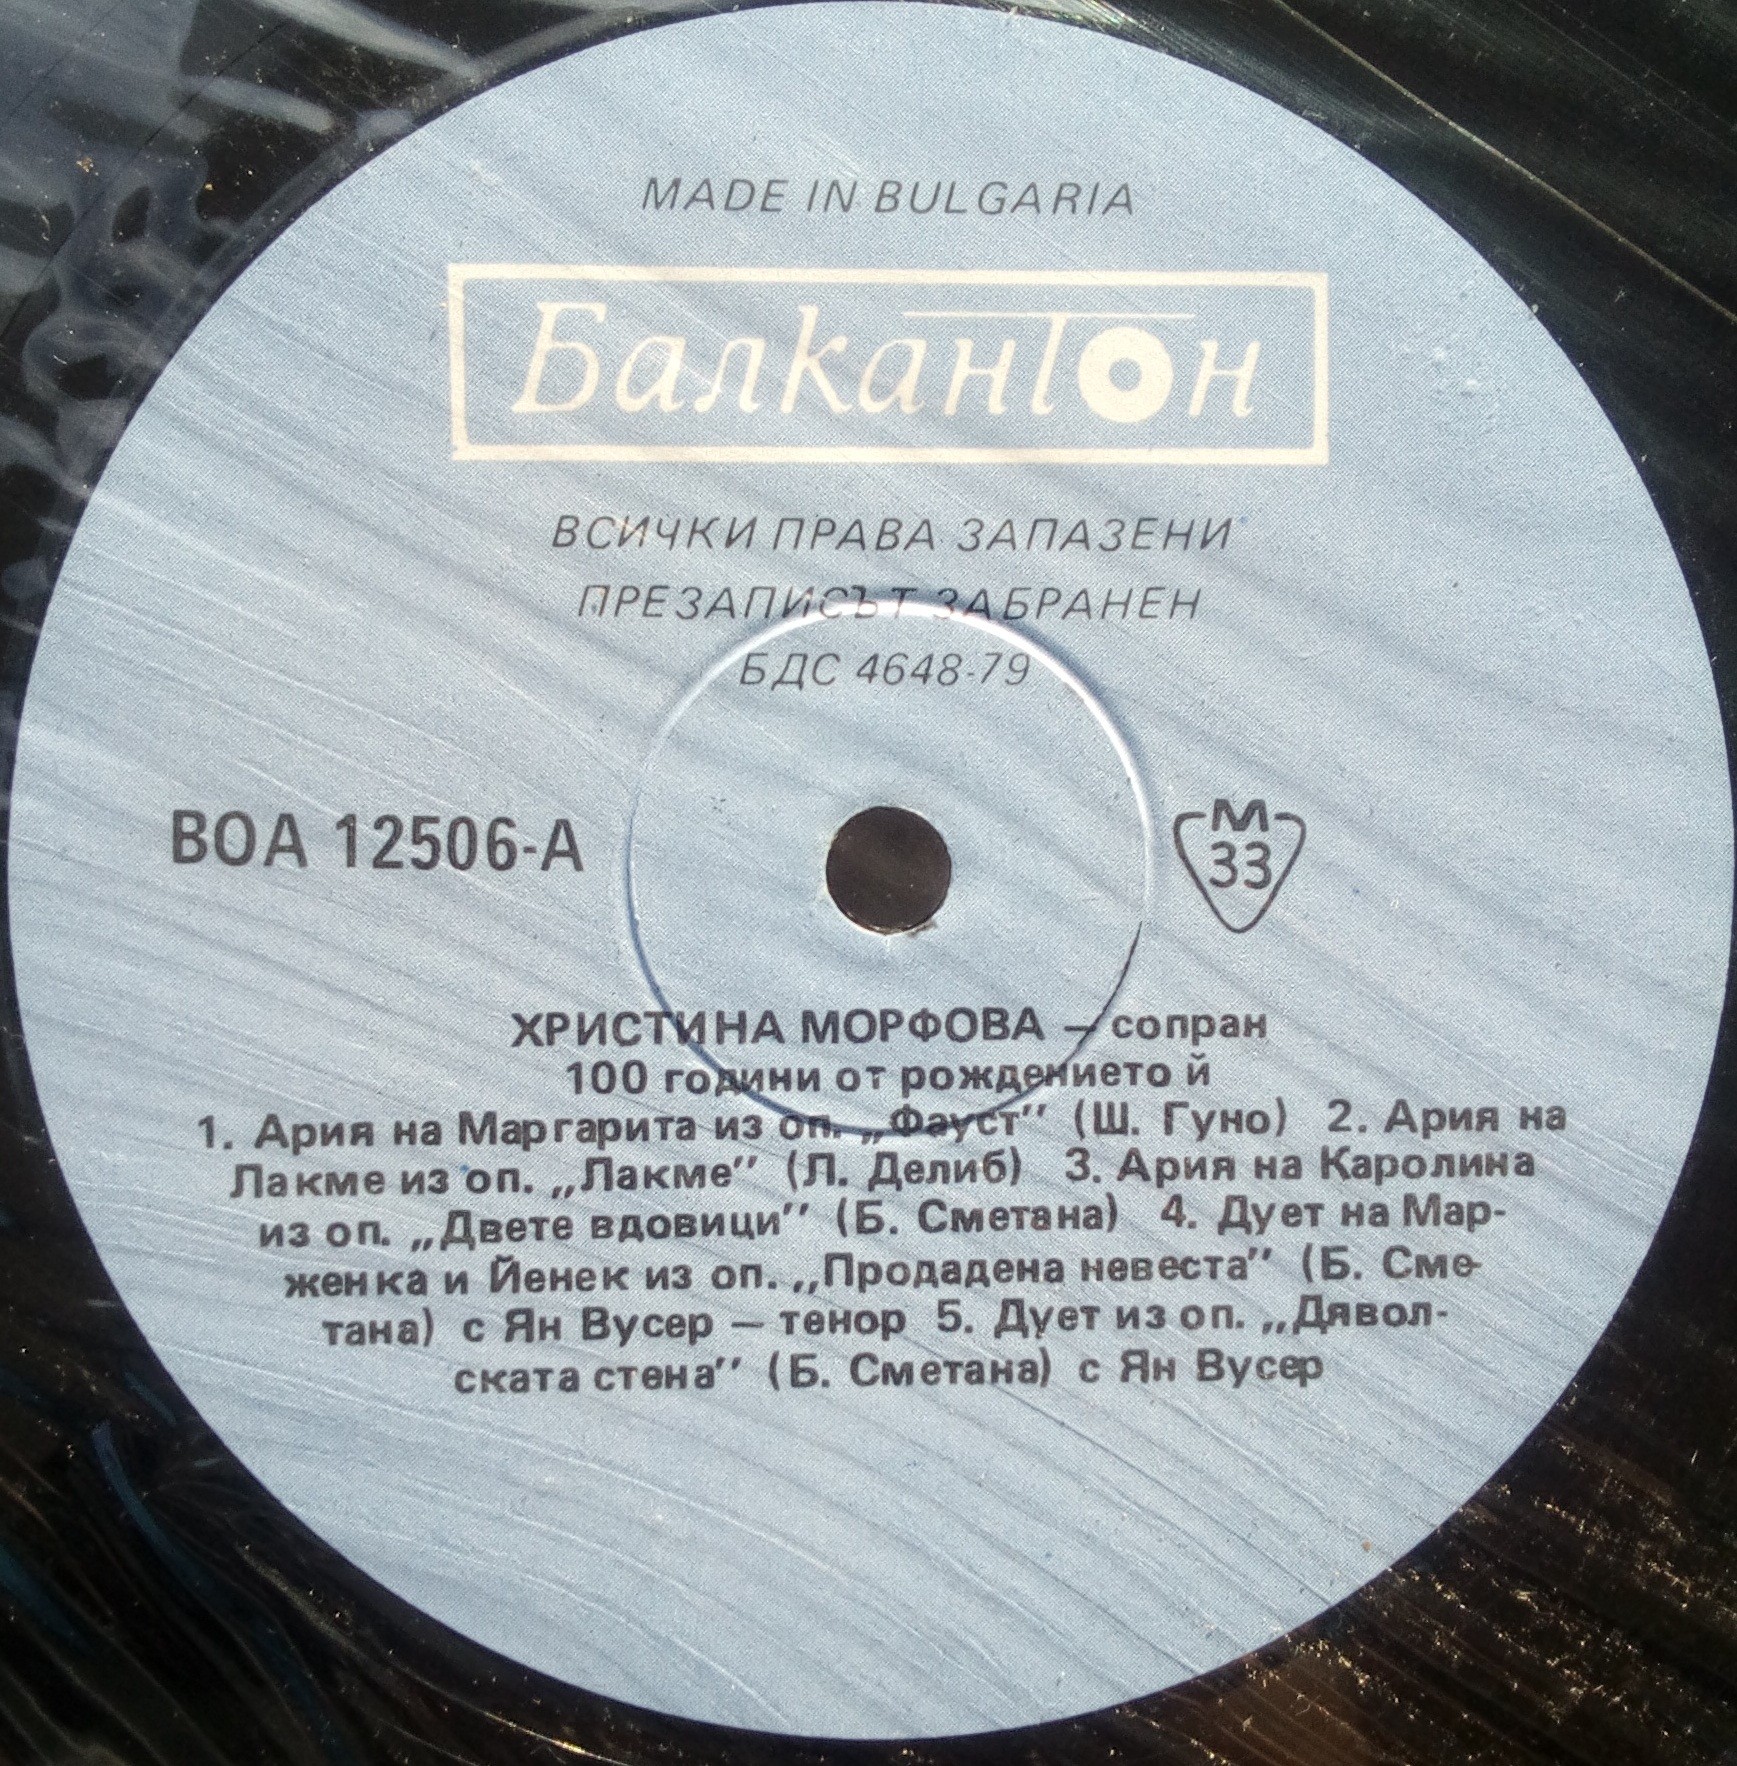 MADE IN BULGARIA
Балкантон
ВСИЧКИ ПРАВА ЗАПАЗЕНИ
ПРЕЗАПИСЪТ ЗАБРАНЕН
БДС 4648-79
ВОА 12506-А
М
33
ХРИСТИНА МОРФОВА — сопран
100 години от рождението й
1. Ария на Маргарита из оп. „Фауст” (Ш. Гуно) 2. Ария на
Лакме из оп. „Лакме” (Л. Делиб) 3. Ария на Каролина
из оп. „Двете вдовици” (Б. Сметана) 4. Дует на Мар-
женка и Йенек из оп. „Продадена невеста” (Б. Сме-
тана) с Ян Вусер — тенор 5. Дует из оп. „Дявол-
ската стена” (Б. Сметана) с Ян Вусер